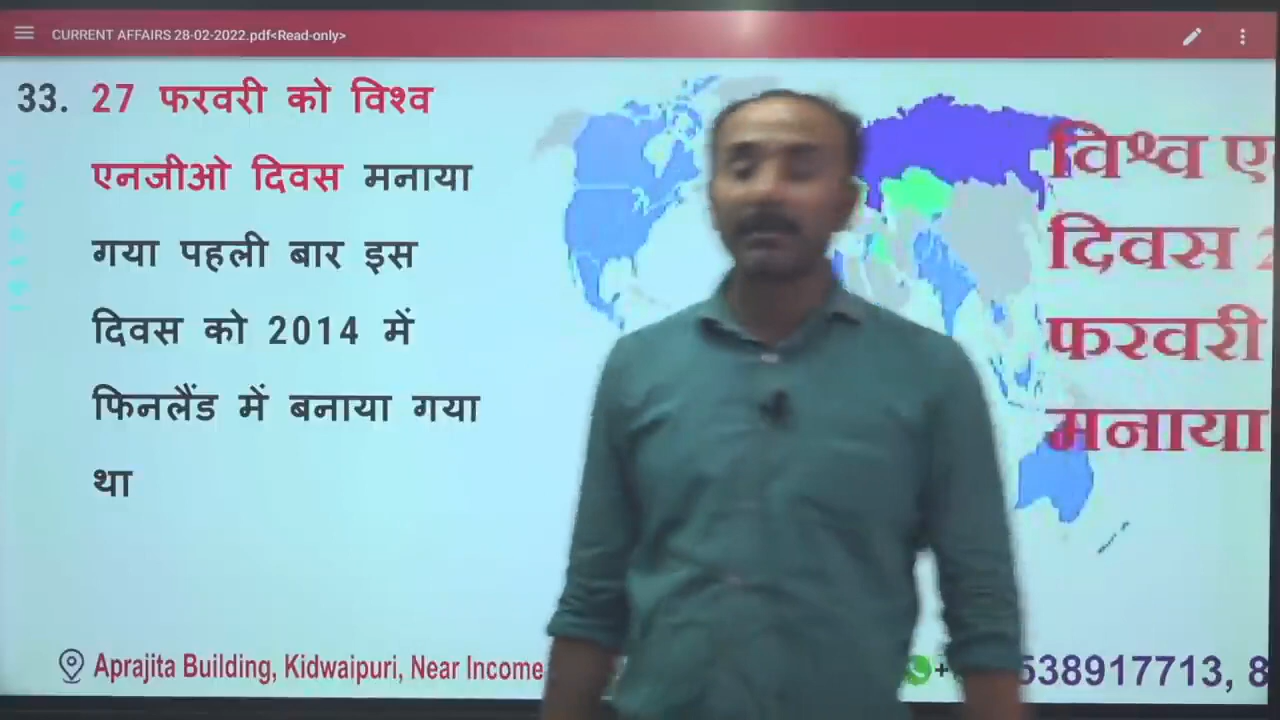 CURRENT AFFAIRS 28-02-2022.pdf<Read-only>
33. 27 फरवरी को विश्व
एनजीओ दिवस मनाया
गया पहली बार इस
दिवस को 2014 में
फिनलैंड में बनाया गया
था
विश्व
दिवस
फरवरी
मनाया
Aprajita Building, Kidwaipuri, Near Income
538917713, 8